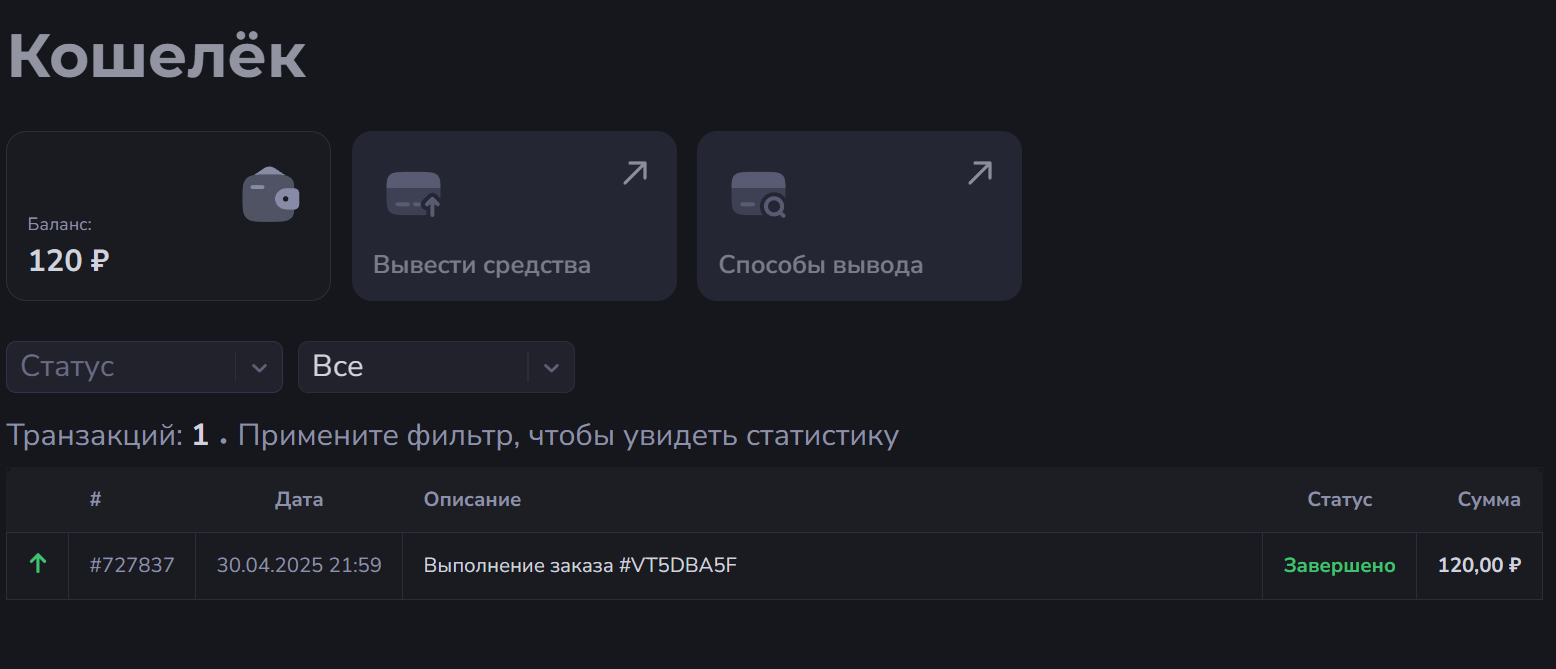 Кошелёк
Баланс:
120 ₽
Вывести средства
Способы вывода
Статус Все
Транзакций: 1 . Примените фильтр, чтобы увидеть статистику
# Дата Описание Статус Сумма
#727837 30.04.2025 21:59 Выполнение заказа #VT5DBA5F Завершено 120,00 ₽